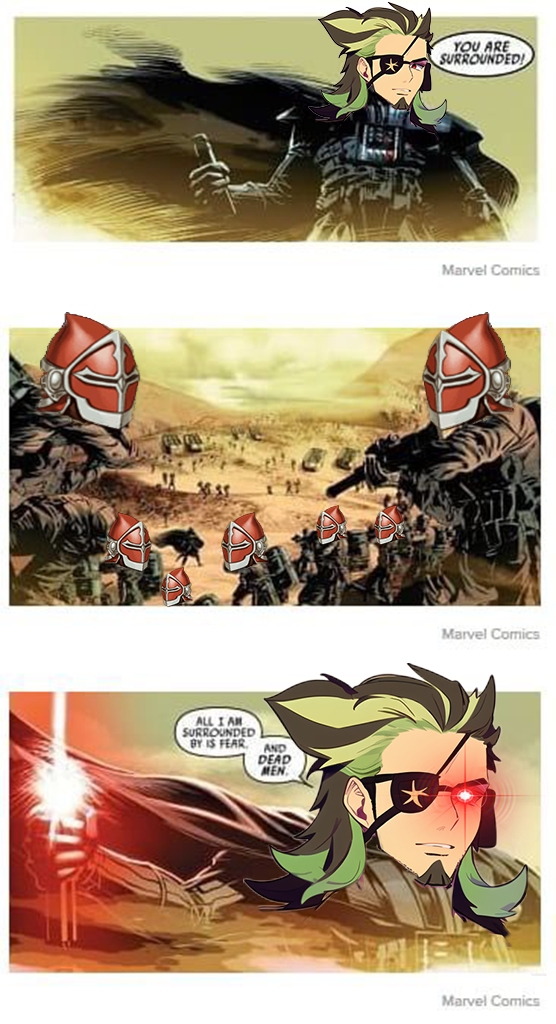 YOU ARE
SURROUNDED!
Marvel Comics
Marvel Comics
ALL I AM
SURROUNDED
BY IS FEAR.
AND
DEAD
MEN.
Marvel Comics